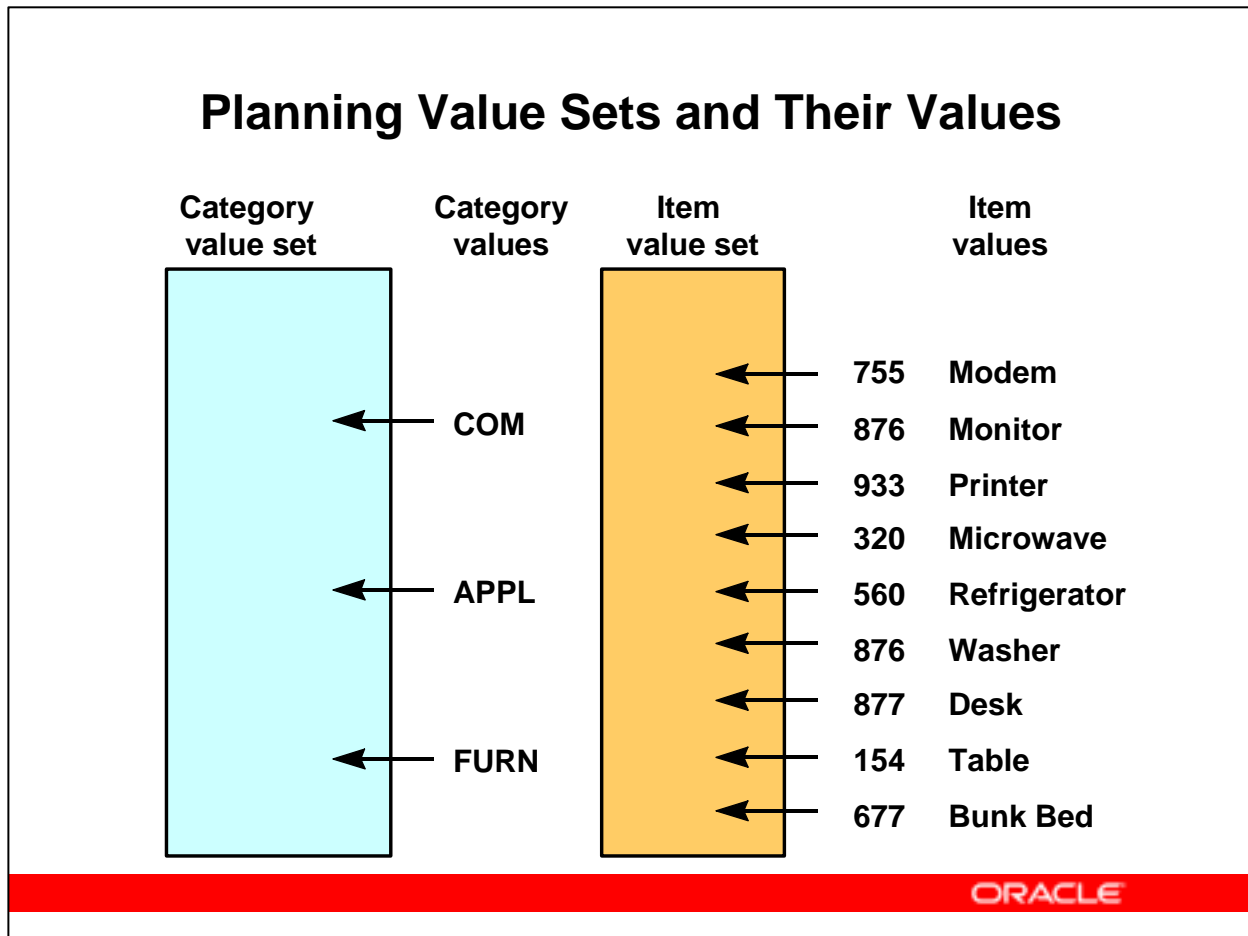 Planning Value Sets and Their Values
Category
value set
Category
values
Item
value set
Item
values
COM
APPL
FURN
755 Modem
876 Monitor
933 Printer
320 Microwave
560 Refrigerator
876 Washer
877 Desk
154 Table
677 Bunk Bed
ORACLE